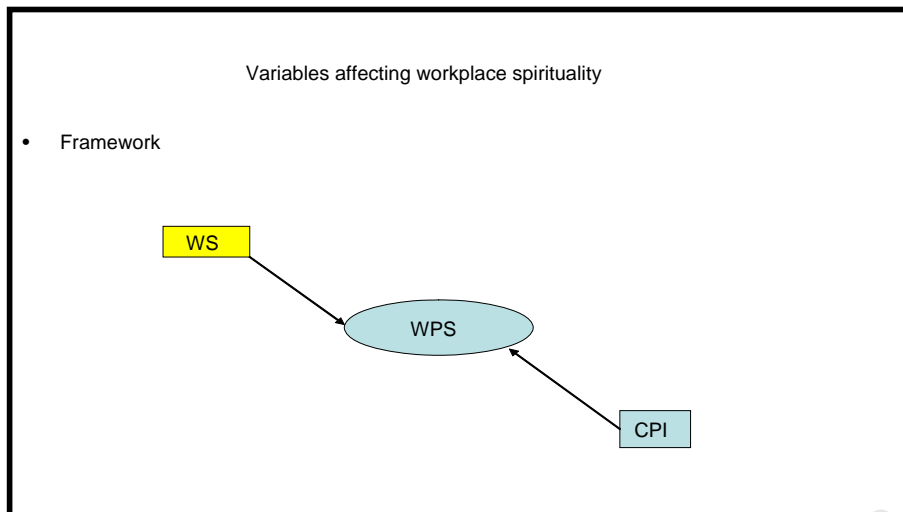 Variables affecting workplace spirituality
• Framework
WS
WPS
CPI